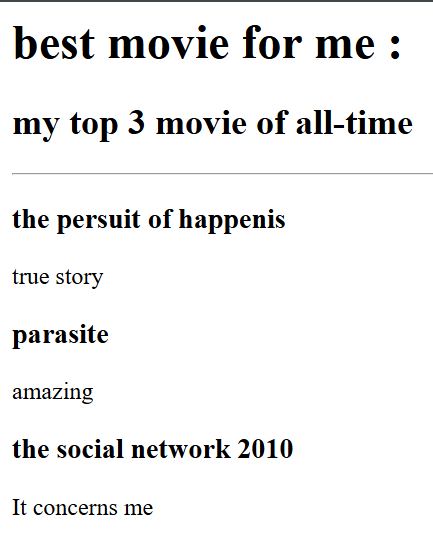 best movie for me :
my top 3 movie of all-time
the persuit of happenis
true story
parasite
amazing
the social network 2010
It concerns me